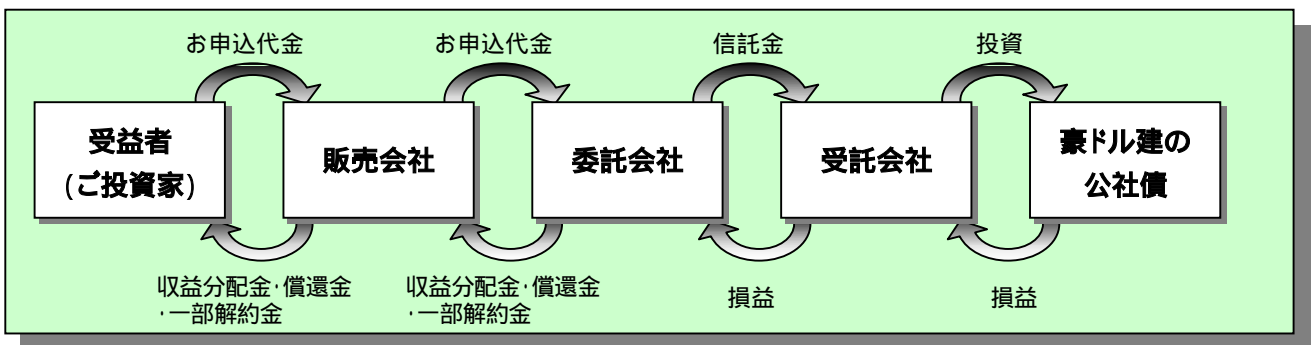 お申込代金
お申込代金
信託金
投資
受益者
(ご投資家)
販売会社
委託会社
受託会社
豪ドル建の
公社債
収益分配金･償還金
･一部解約金
収益分配金･償還金
･一部解約金
損益
損益